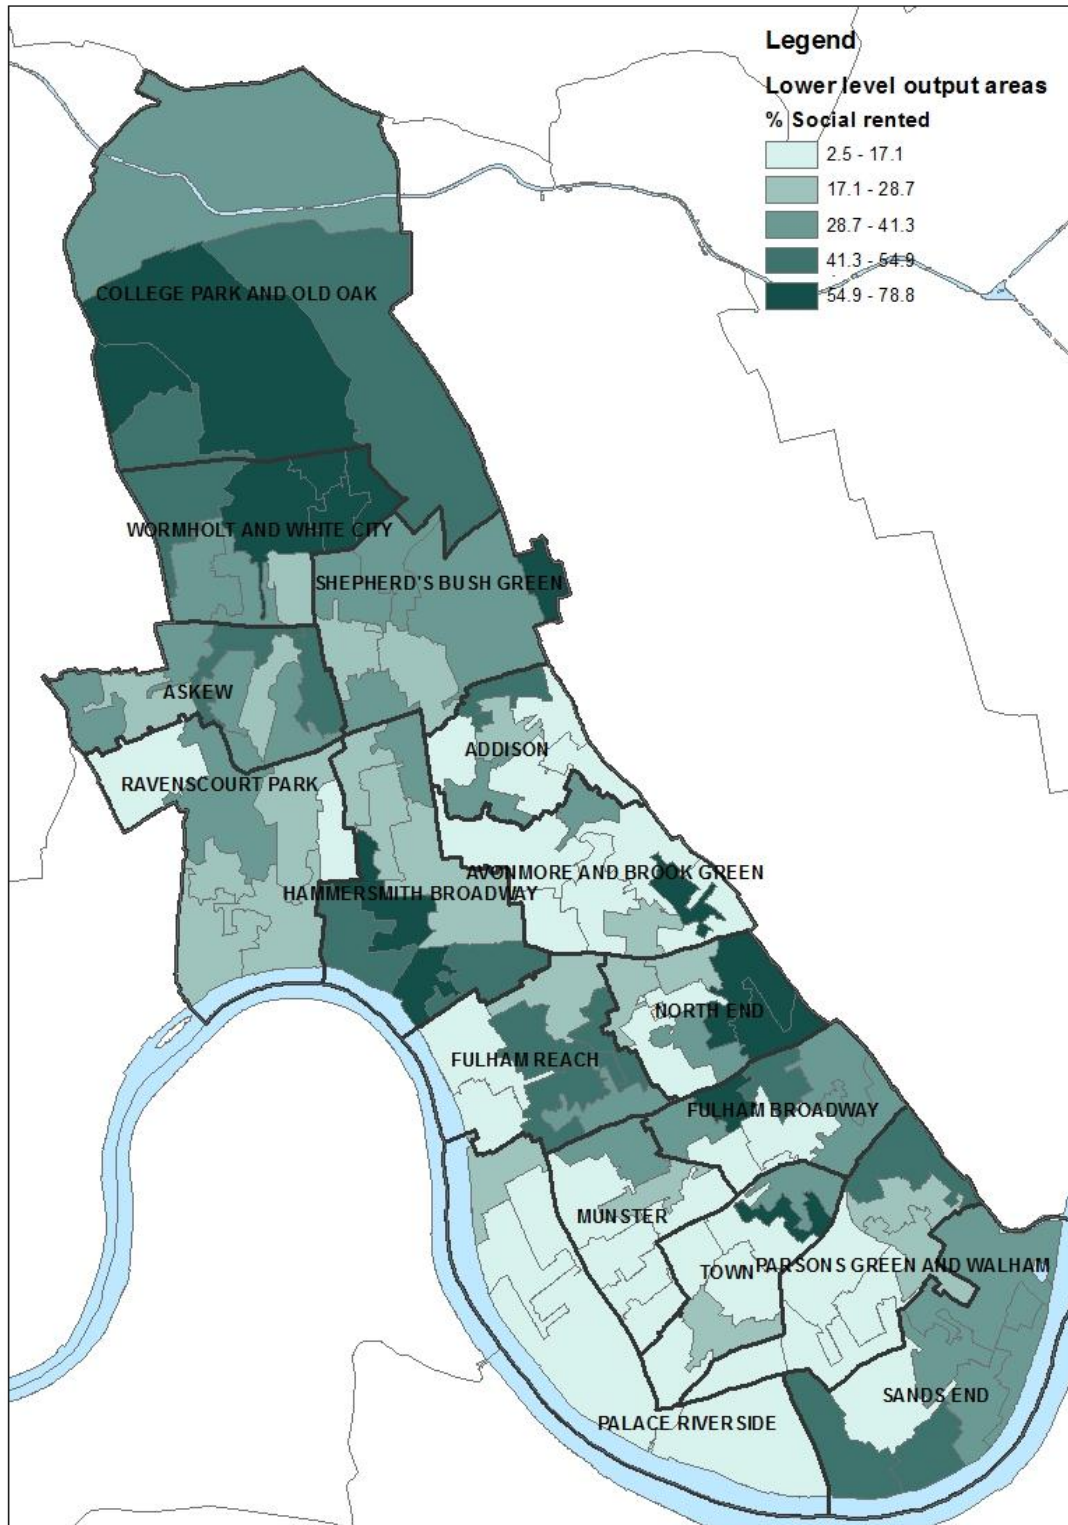 Legend
Lower level output areas
% Social rented
2.5 - 17.1
17.1 - 28.7
28.7 - 41.3
41.3 - 54.9
54.9 - 78.8
COLLEGE PARK AND OLD OAK
WORMHOLT AND WHITE CITY
SHEPHERD'S BUSH GREEN
ASKEW
ADDISON
RAVENSCOURT PARK
AVONMORE AND BROOK GREEN
HAMMERSMITH BROADWAY
NORTH END
FULHAM REACH
FULHAM BROADWAY
MUNSTER
TOWN
PARSONS GREEN AND WALHAM
SANDS END
PALACE RIVERSIDE